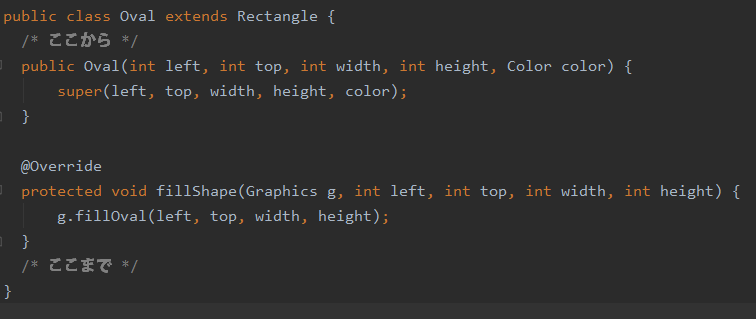 public class Oval extends Rectangle {
/* ここから */
public Oval(int left, int top, int width, int height, Color color) {
super(left, top, width, height, color);
}
@Override
protected void fillShape(Graphics g, int left, int top, int width, int height) {
g.fillOval(left, top, width, height);
}
/* ここまで */
}